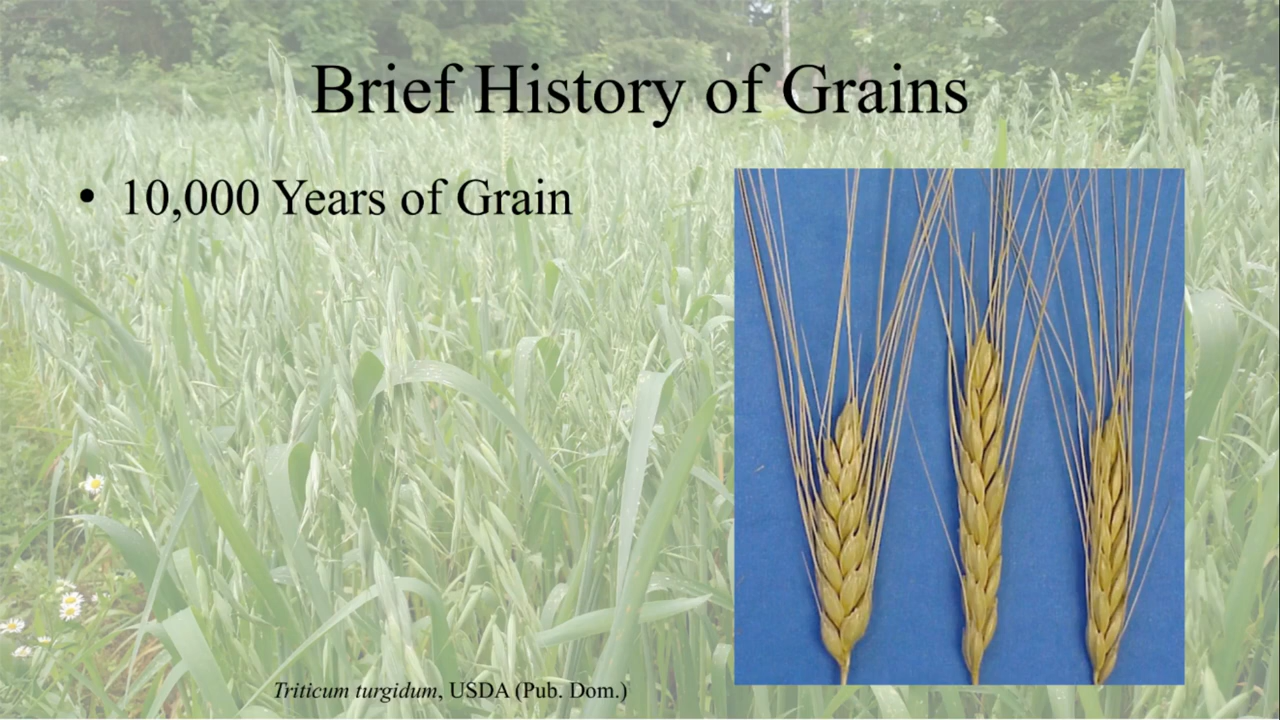 Brief History of Grains
• 10,000 Years of Grain
Triticum turgidum, USDA (Pub. Dom.)